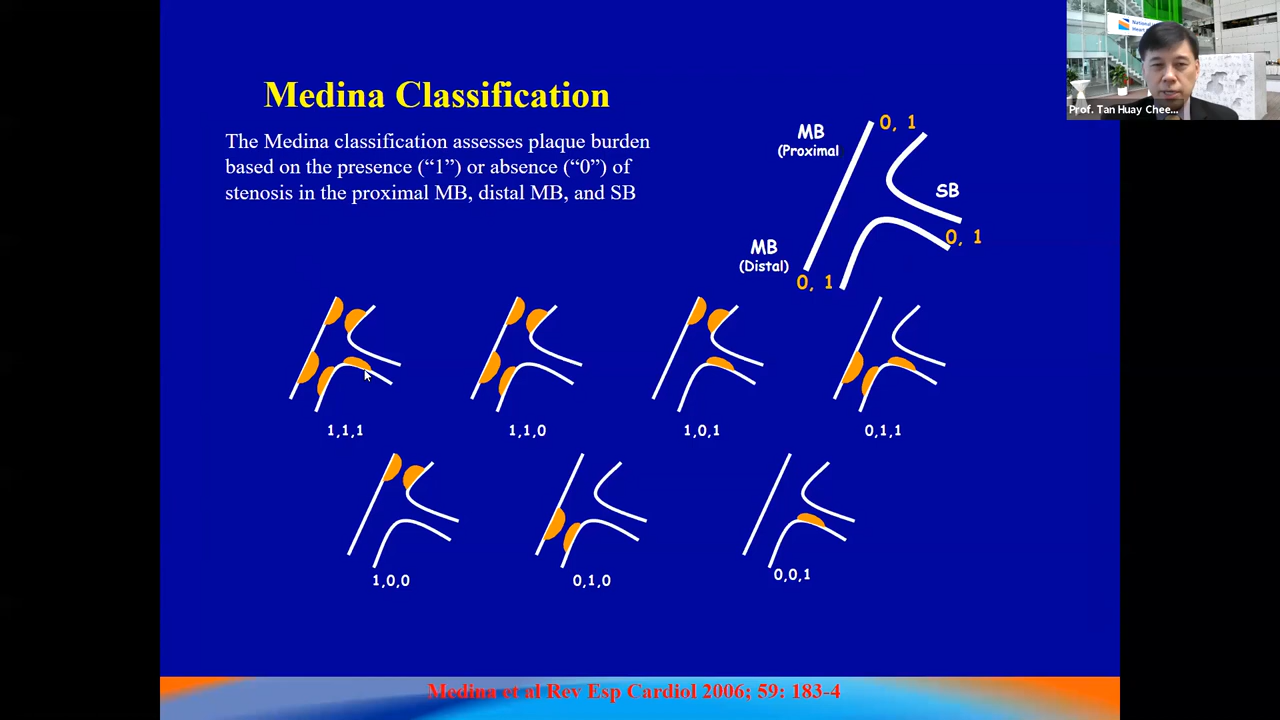 National
Heart
Prof. Tan Huay Chee...
Medina Classification
The Medina classification assesses plaque burden
based on the presence (“1”) or absence (“0”) of
stenosis in the proximal MB, distal MB, and SB
MB
(Proximal
0, 1
SB
0, 1
MB
(Distal)
0, 1
1,1,1
1,1,0
1,0,1
0,1,1
1,0,0
0,1,0
0,0,1
Medina et al Rev Esp Cardiol 2006; 59: 183-4